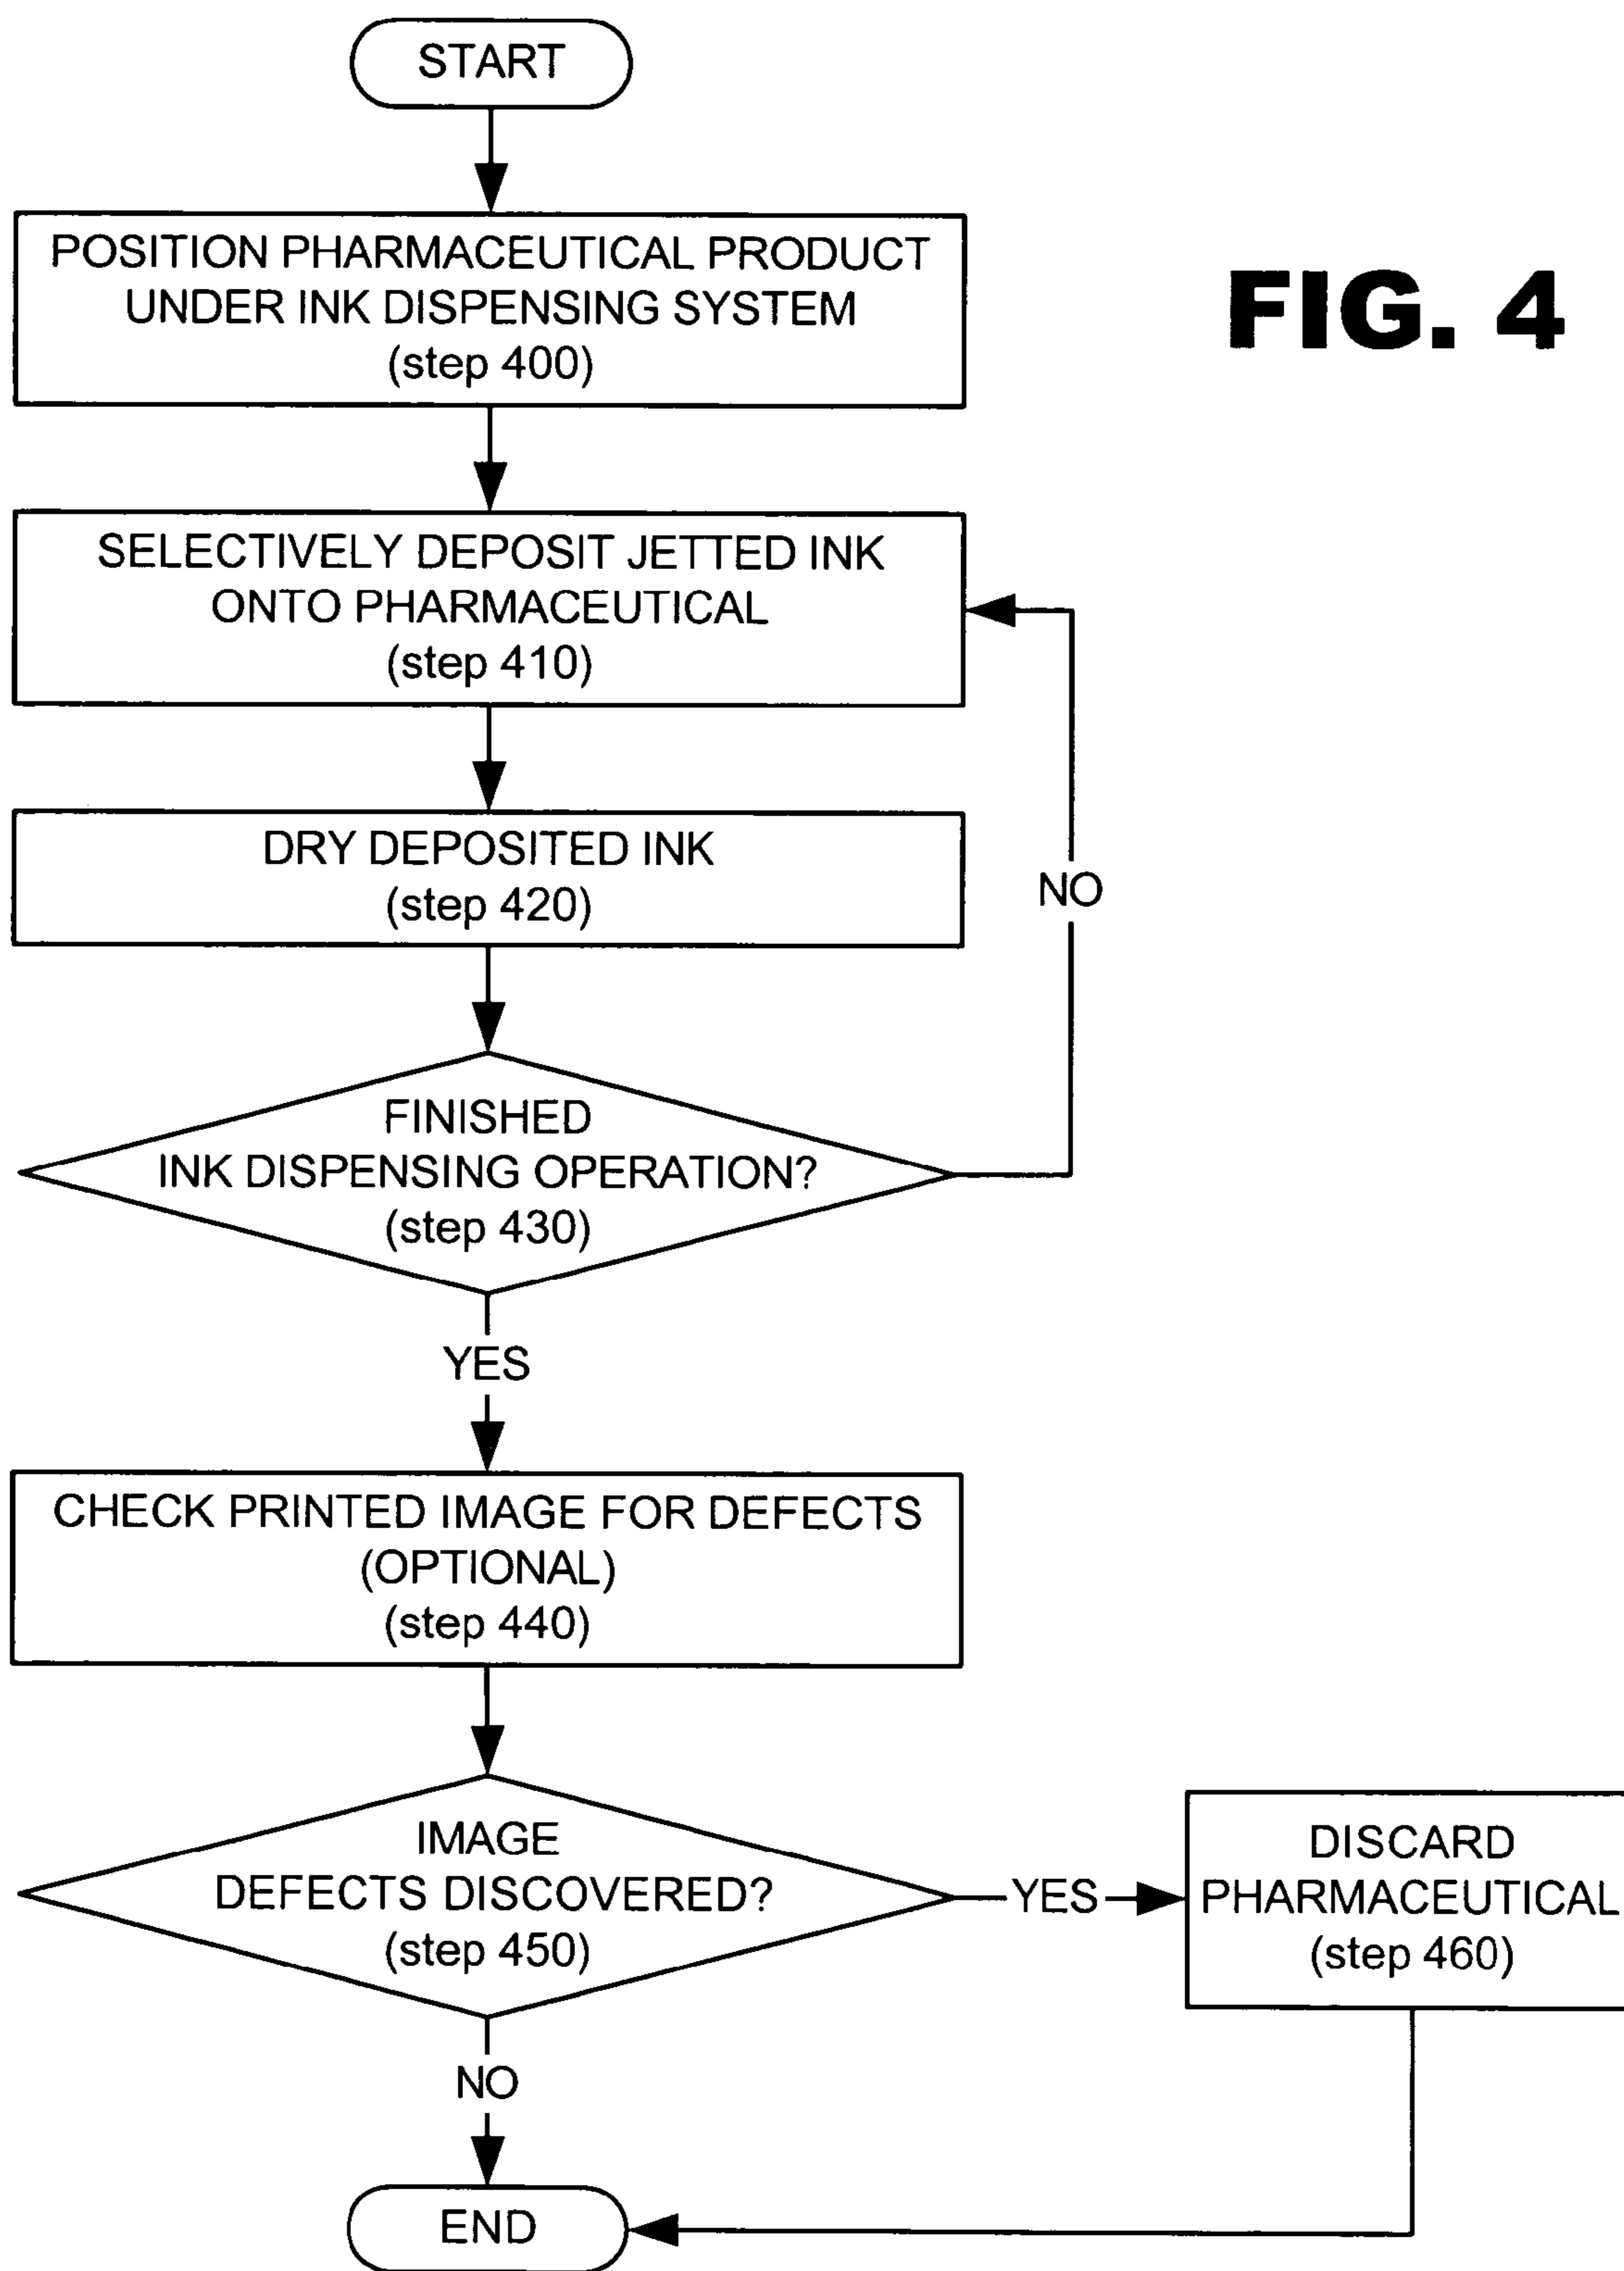 START
POSITION PHARMACEUTICAL PRODUCT
UNDER INK DISPENSING SYSTEM
(step 400)
FIG. 4
SELECTIVELY DEPOSIT JETTED INK
ONTO PHARMACEUTICAL
(step 410)
DRY DEPOSITED INK
(step 420)
NO
FINISHED
INK DISPENSING OPERATION?
(step 430)
YES
CHECK PRINTED IMAGE FOR DEFECTS
(OPTIONAL)
(step 440)
IMAGE
DEFECTS DISCOVERED?
(step 450)
YES
DISCARD
PHARMACEUTICAL
(step 460)
NO
END